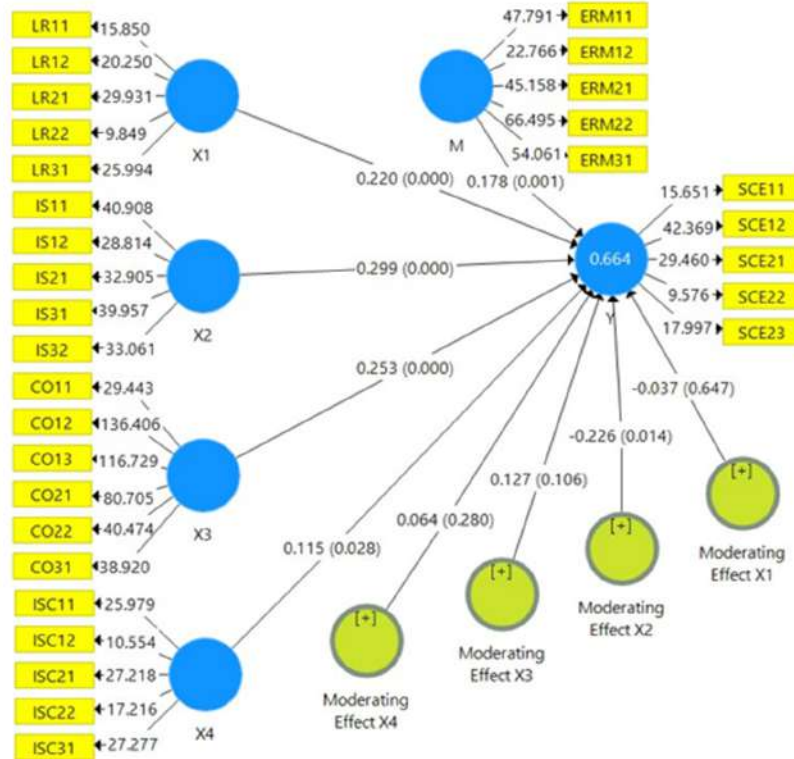 LR11
15.850
LR12
20.250
LR21
29.931
LR22
9.849
LR31
25.994
X1
IS11
40.908
IS12
28.814
IS21
32.905
IS31
39.957
IS32
33.061
X2
CO11
29.443
CO12
136.406
CO13
116.729
CO21
80.705
CO22
40.474
CO31
38.920
X3
ISC11
25.979
ISC12
10.554
ISC21
27.218
ISC22
17.216
ISC31
27.277
X4
47.791
ERM11
22.766
ERM12
45.158
ERM21
66.495
ERM22
54.061
ERM31
M
0.220 (0.000)
0.178 (0.001)
0.299 (0.000)
0.253 (0.000)
0.115 (0.028)
0.664
Y
15.651
SCE11
42.369
SCE12
29.460
SCE21
9.576
SCE22
17.997
SCE23
-0.037 (0.647)
-0.226 (0.014)
0.127 (0.106)
0.064 (0.280)
[+]
Moderating
Effect X1
[+]
Moderating
Effect X2
[+]
Moderating
Effect X3
[+]
Moderating
Effect X4